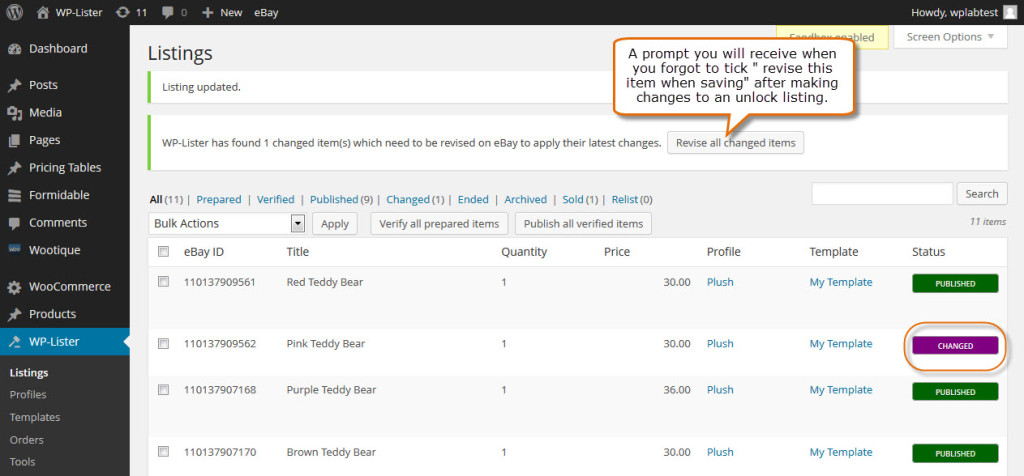 WP-Lister 11 0 + New eBay Howdy, wplabtest
Dashboard
Posts
Media
Pages
Pricing Tables
Formidable
Comments
Wootique
WooCommerce
Products
WP-Lister
Listings
Profiles
Templates
Orders
Tools
Sandbox enabled Screen Options
Listings
A prompt you will receive when
you forgot to tick " revise this
item when saving" after making
changes to an unlock listing.
Listing updated.
WP-Lister has found 1 changed item(s) which need to be revised on eBay to apply their latest changes. Revise all changed items
All (11) | Prepared | Verified | Published (9) | Changed (1) | Ended | Archived | Sold (1) | Relist (0)
Search
Bulk Actions Apply Verify all prepared items Publish all verified items 11 items
eBay ID Title Quantity Price Profile Template Status
110137909561 Red Teddy Bear 1 30.00 Plush My Template PUBLISHED
110137909562 Pink Teddy Bear 1 30.00 Plush My Template CHANGED
110137907168 Purple Teddy Bear 1 36.00 Plush My Template PUBLISHED
110137907170 Brown Teddy Bear 1 30.00 Plush My Template PUBLISHED